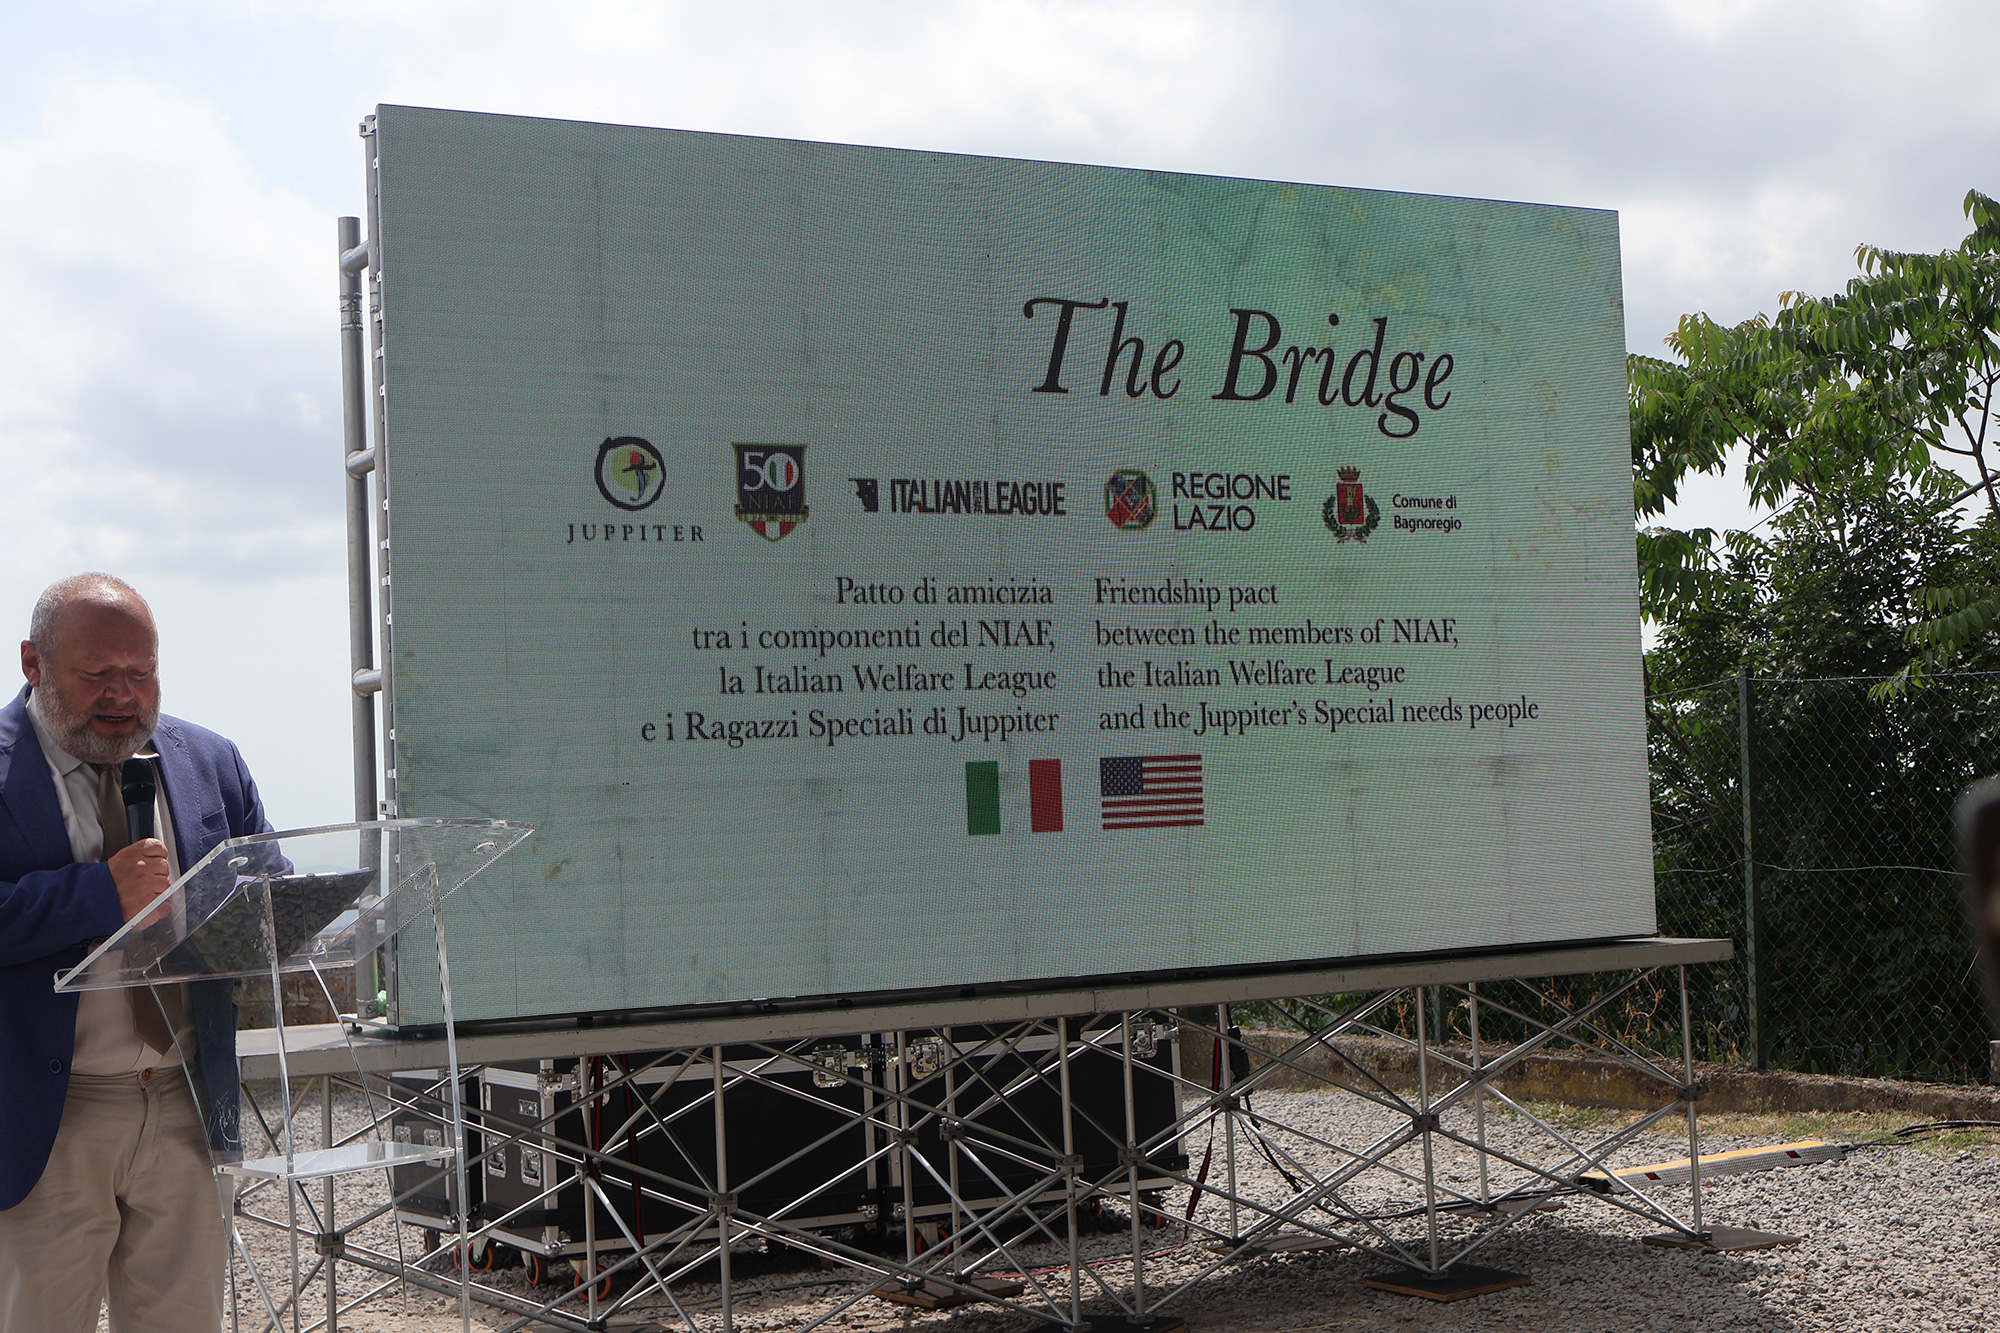 The Bridge
JUPPITER
50
NIAF
ITALIAN
LEAGUE
REGIONE
LAZIO
Comune di
Bagnoregio
Patto di amicizia
tra i componenti del NIAF,
la Italian Welfare League
e i Ragazzi Speciali di Juppiter
Friendship pact
between the members of NIAF,
the Italian Welfare League
and the Juppiter's Special needs people